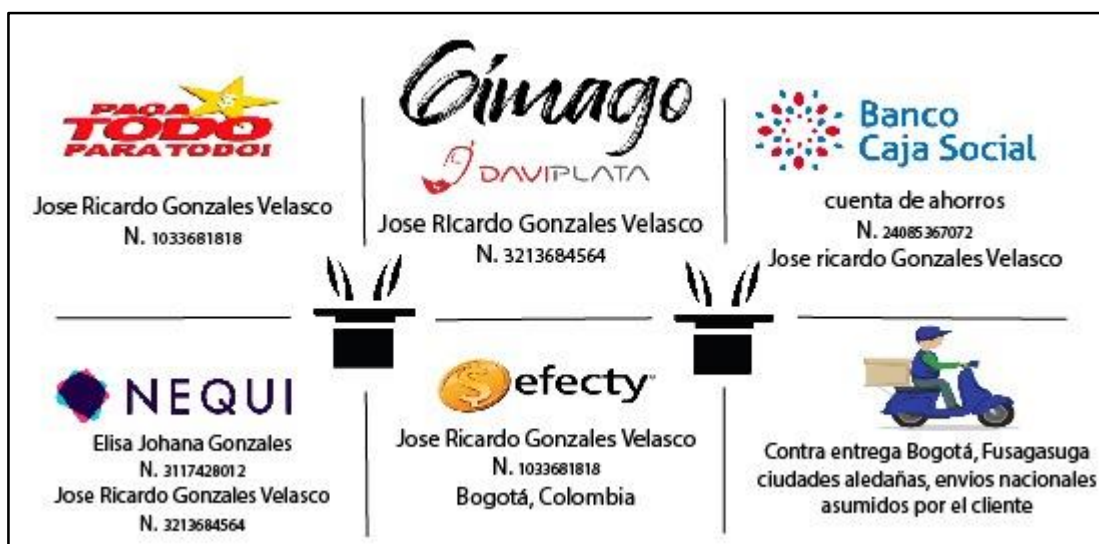 PAGA
TODO
PARA TODO!
Jose Ricardo Gonzales Velasco
N. 1033681818
Gimago
DAVIPLATA
Jose RIcardo Gonzales Velasco
N. 3213684564
Banco
Caja Social
cuenta de ahorros
N. 24085367072
Jose ricardo Gonzales Velasco
NEQUI
Elisa Johana Gonzales
N. 3117428012
Jose Ricardo Gonzales Velasco
N. 3213684564
$
efecty
Jose Ricardo Gonzales Velasco
N. 1033681818
Bogotá, Colombia
Contra entrega Bogotá, Fusagasuga
ciudades aledañas, envios nacionales
asumidos por el cliente